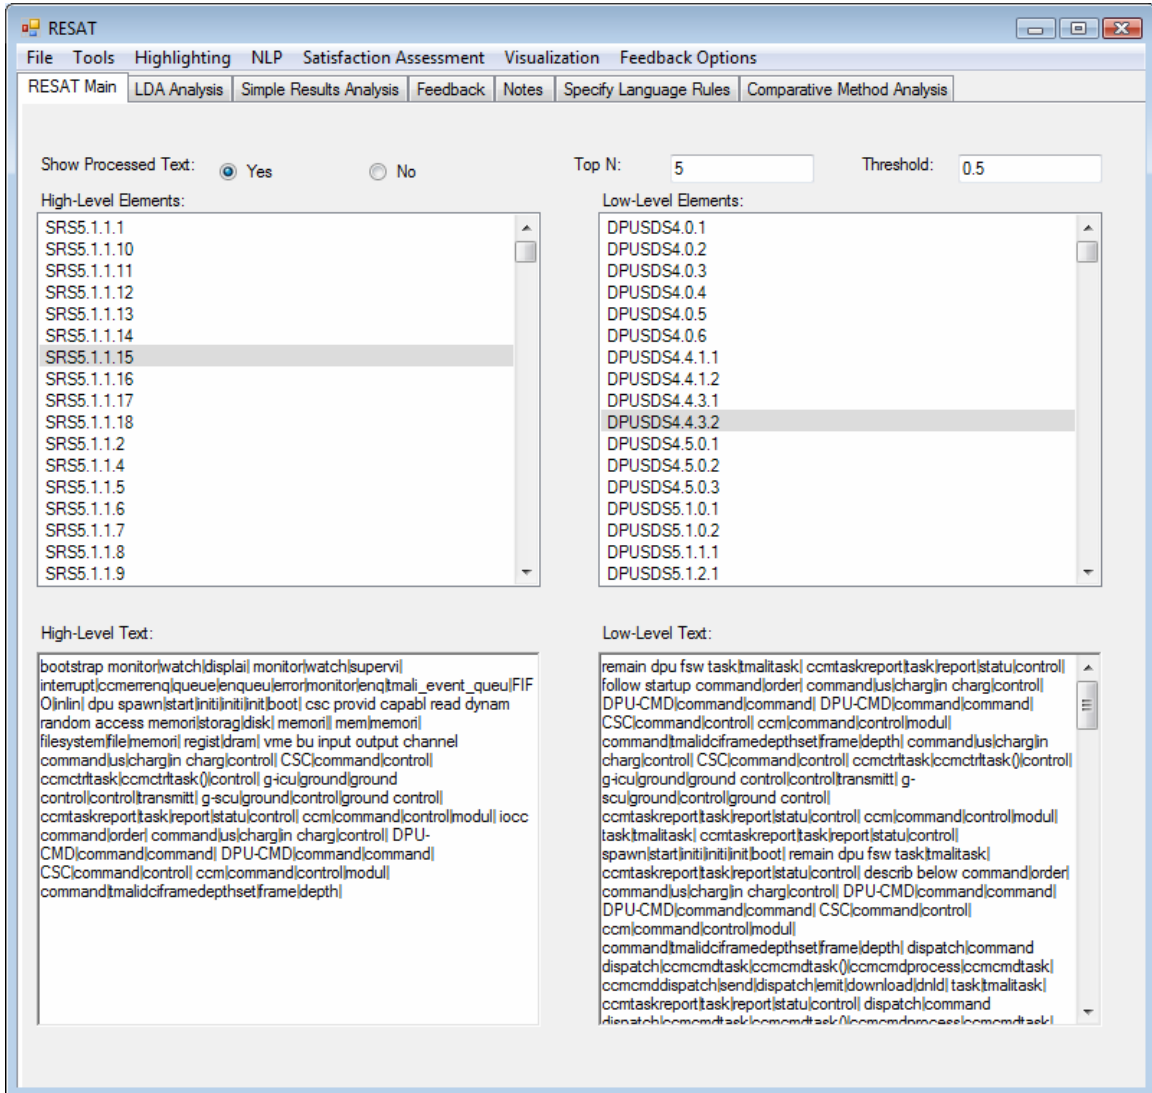 RESAT
File Tools Highlighting NLP Satisfaction Assessment Visualization Feedback Options
RESAT Main LDA Analysis Simple Results Analysis Feedback Notes Specify Language Rules Comparative Method Analysis
Show Processed Text: Yes No Top N: 5 Threshold: 0.5
High-Level Elements:
SRS5.1.1.1
SRS5.1.1.10
SRS5.1.1.11
SRS5.1.1.12
SRS5.1.1.13
SRS5.1.1.14
SRS5.1.1.15
SRS5.1.1.16
SRS5.1.1.17
SRS5.1.1.18
SRS5.1.1.2
SRS5.1.1.4
SRS5.1.1.5
SRS5.1.1.6
SRS5.1.1.7
SRS5.1.1.8
SRS5.1.1.9
Low-Level Elements:
DPUSDS4.0.1
DPUSDS4.0.2
DPUSDS4.0.3
DPUSDS4.0.4
DPUSDS4.0.5
DPUSDS4.0.6
DPUSDS4.4.1.1
DPUSDS4.4.1.2
DPUSDS4.4.3.1
DPUSDS4.4.3.2
DPUSDS4.5.0.1
DPUSDS4.5.0.2
DPUSDS4.5.0.3
DPUSDS5.1.0.1
DPUSDS5.1.0.2
DPUSDS5.1.1.1
DPUSDS5.1.2.1
High-Level Text:
bootstrap monitor|watch|displai| monitor|watch|supervi|
interrupt|ccmerrenq|queue|enqueu|error|monitor|enq|tmali_event_queu|FIF
O|inlin| dpu spawn|start|initi|initi|init|boot| csc provid capabl read dynam
random access memori|storag|disk| memori|| mem|memori|
filesystem|file|memori| regist|dram| vme bu input output channel
command|us|charg|in charg|control| CSC|command|control|
ccmctrltask|ccmctrltask()|control| g-icu|ground|ground
control|control|transmitt| g-scu|ground|control|ground control|
ccmtaskreport|task|report|statu|control| ccm|command|control|modul| iocc
command|order| command|us|charg|in charg|control| DPU-
CMD|command|command| DPU-CMD|command|command|
CSC|command|control| ccm|command|control|modul|
command|tmalidciframedepthset|frame|depth|
Low-Level Text:
remain dpu fsw task|tmalitask| ccmtaskreport|task|report|statu|control|
follow startup command|order| command|us|charg|in charg|control|
DPU-CMD|command|command| DPU-CMD|command|command|
CSC|command|control| ccm|command|control|modul|
command|tmalidciframedepthset|frame|depth| command|us|charg|in
charg|control| CSC|command|control| ccmctrltask|ccmctrltask()|control|
g-icu|ground|ground control|control|transmitt| g-
scu|ground|control|ground control|
ccmtaskreport|task|report|statu|control| ccm|command|control|modul|
task|tmalitask| ccmtaskreport|task|report|statu|control|
spawn|start|initi|initi|init|boot| remain dpu fsw task|tmalitask|
ccmtaskreport|task|report|statu|control| describ below command|order|
command|us|charg|in charg|control| DPU-CMD|command|command|
DPU-CMD|command|command| CSC|command|control|
ccm|command|control|modul|
command|tmalidciframedepthset|frame|depth| dispatch|command
dispatch|ccmcmdtask|ccmcmdtask()|ccmcmdprocess|ccmcmdtask|
ccmcmddispatch|send|dispatch|emit|download|dnld| task|tmalitask|
ccmtaskreport|task|report|statu|control| dispatch|command
dispatch|ccmcmdtask|ccmcmdtask()|ccmcmdprocess|ccmcmdtask|